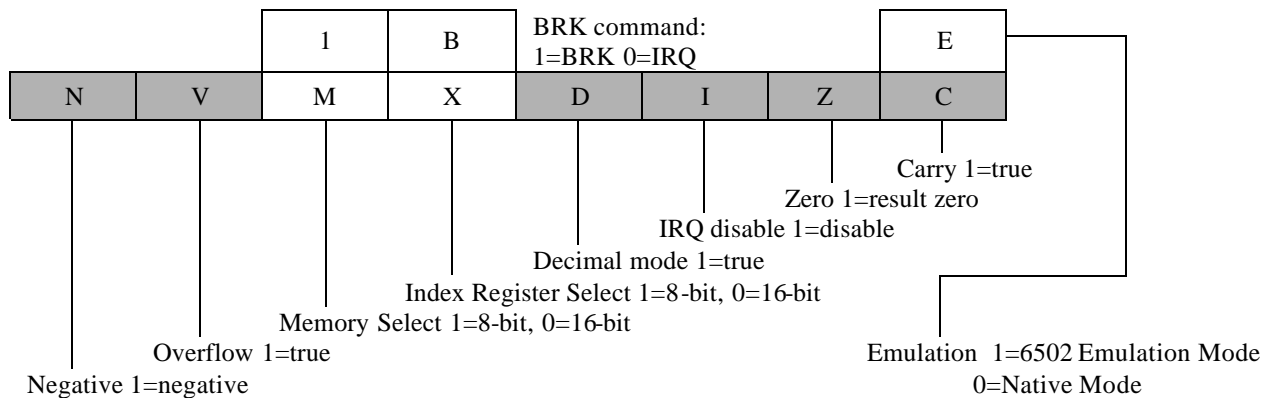 1 B BRK command: E
1=BRK 0=IRQ
N V M X D I Z C
Carry 1=true
Zero 1=result zero
IRQ disable 1=disable
Decimal mode 1=true
Index Register Select 1=8-bit, 0=16-bit
Memory Select 1=8-bit, 0=16-bit
Overflow 1=true
Emulation 1=6502 Emulation Mode
Negative 1=negative
0=Native Mode